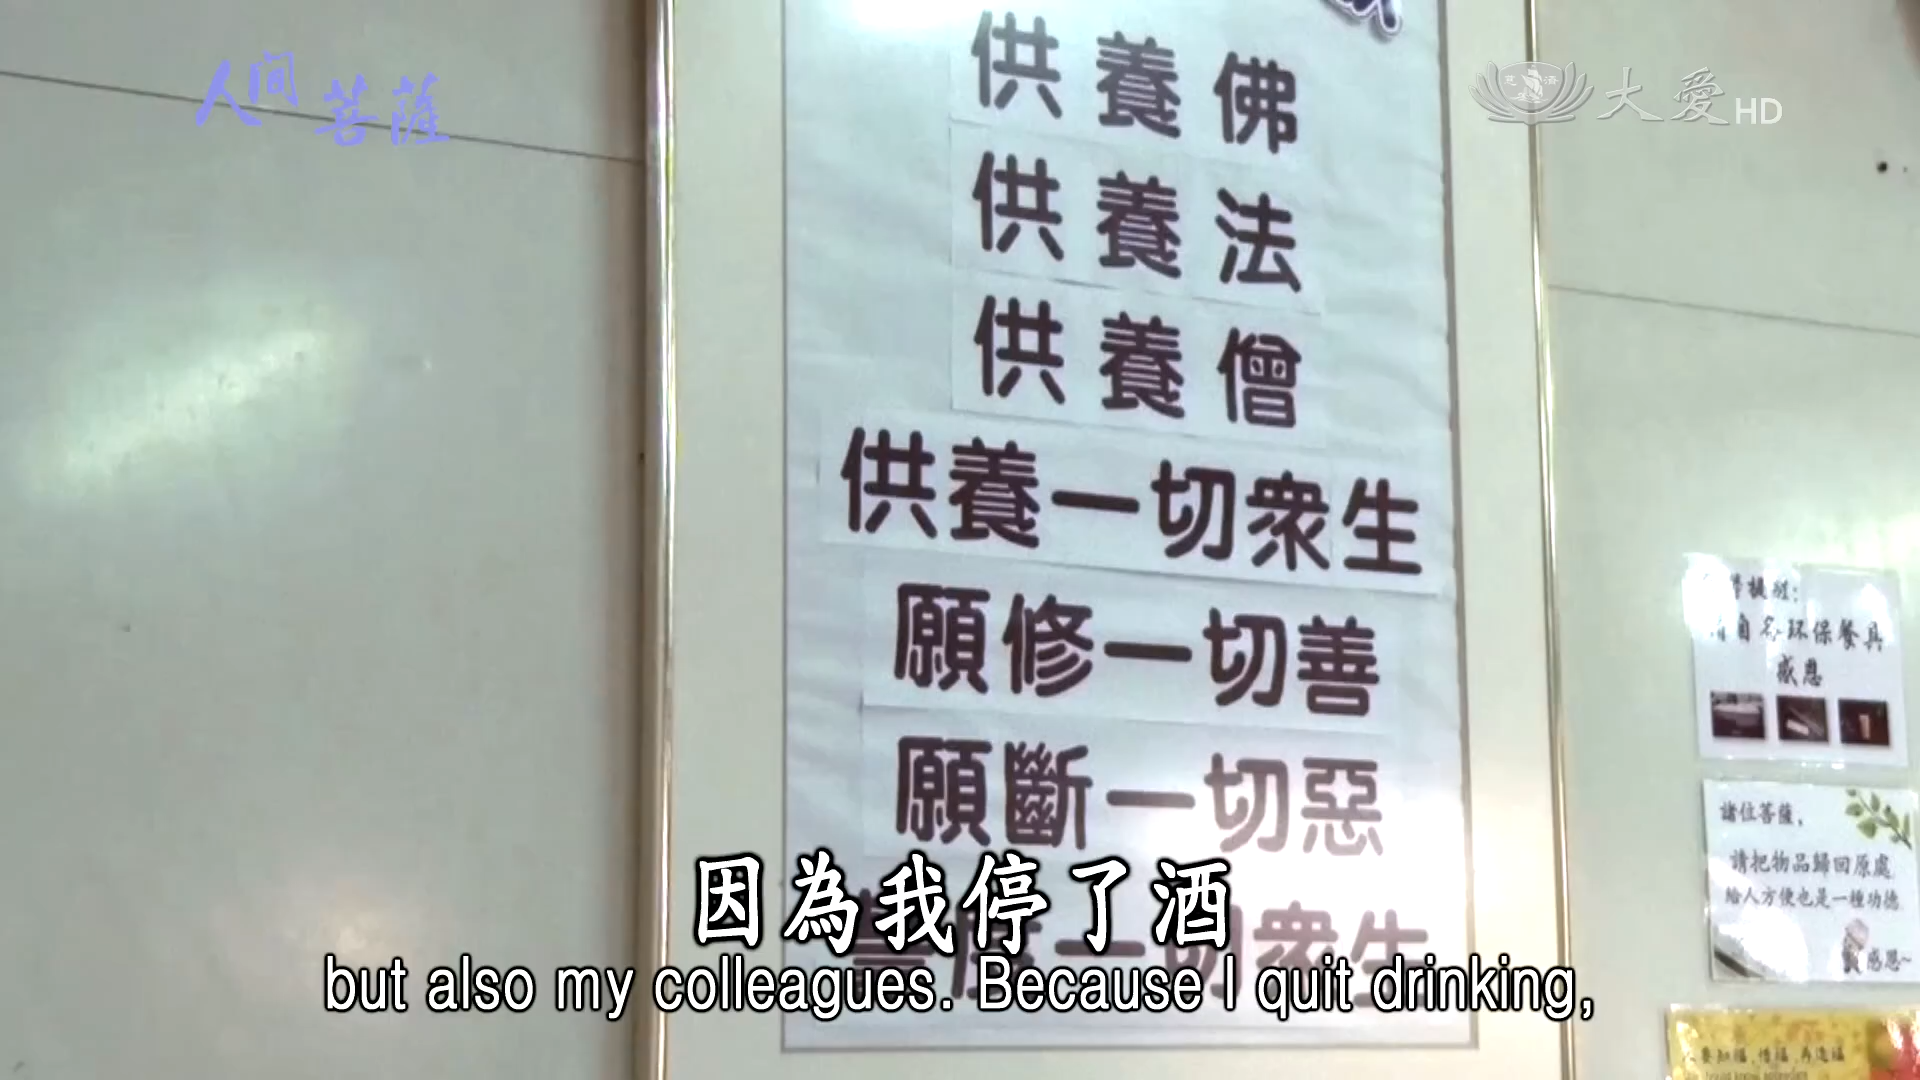 人間菩薩
大愛HD
供養佛
供養法
供養僧
供養一切衆生
願修一切善
願斷一切惡
一切衆生
環保餐具
感恩
諸位菩薩，
請把物品歸回原處
給人方便也是一種功德
感恩~
因為我停了酒
but also my colleagues. Because I quit drinking,